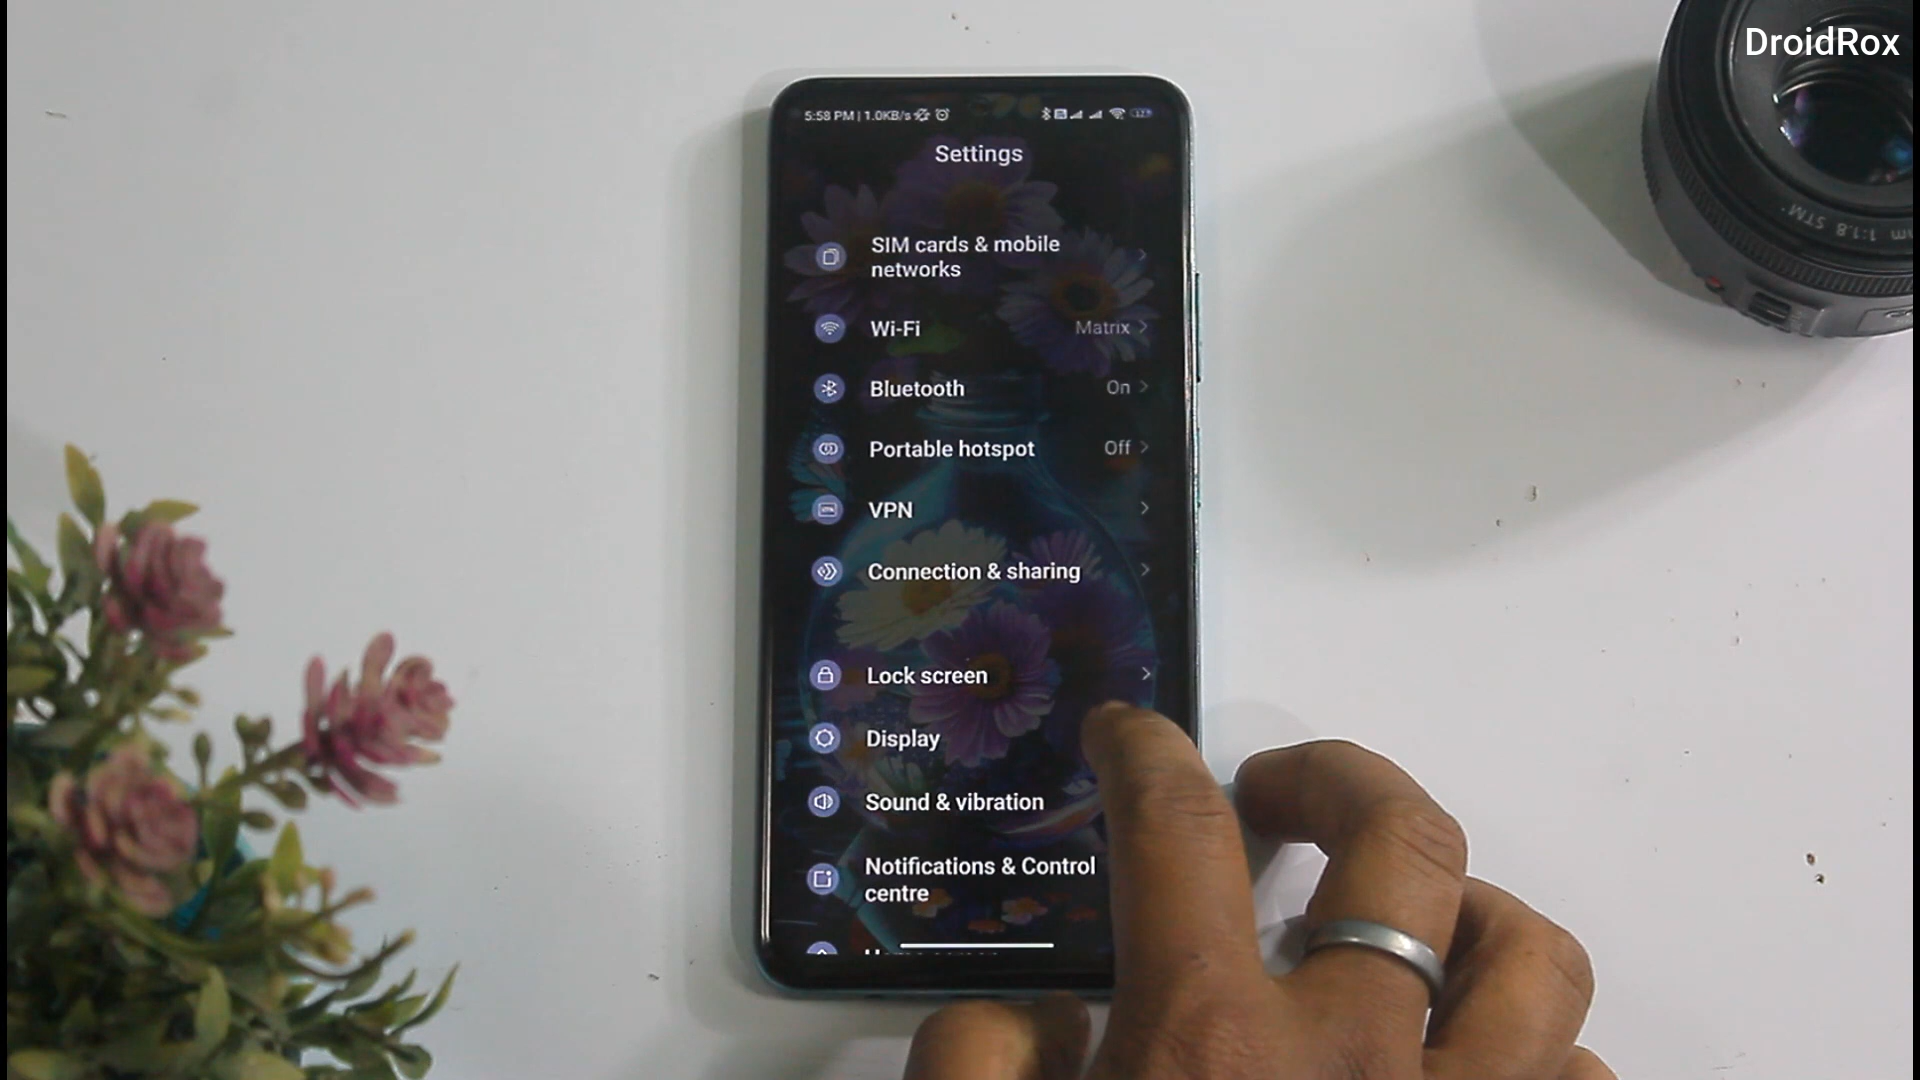 DroidRox
5:58 PM | 1.0KB/s
Settings
SIM cards & mobile
networks
Wi-Fi
Matrix
Bluetooth
On
Portable hotspot
Off
VPN
Connection & sharing
Lock screen
Display
Sound & vibration
Notifications & Control
centre
1:1.8 STM